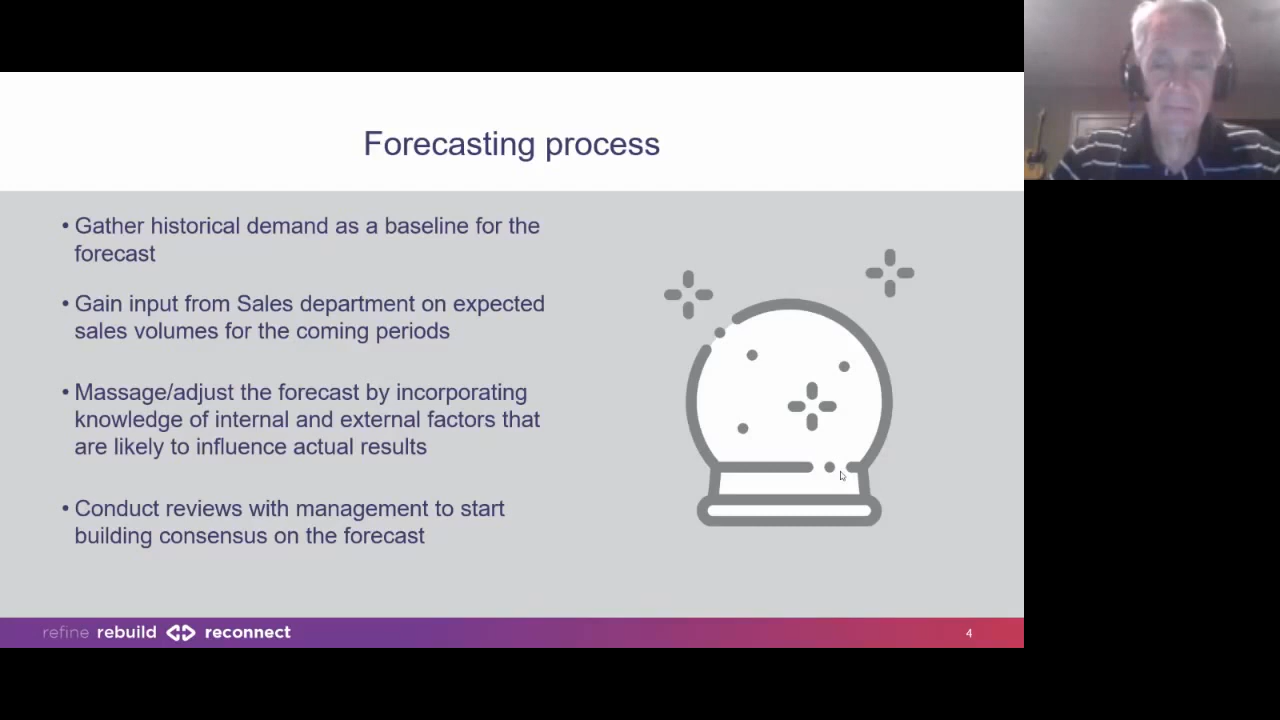 Forecasting process
• Gather historical demand as a baseline for the
forecast
• Gain input from Sales department on expected
sales volumes for the coming periods
• Massage/adjust the forecast by incorporating
knowledge of internal and external factors that
are likely to influence actual results
• Conduct reviews with management to start
building consensus on the forecast
refine rebuild reconnect
4